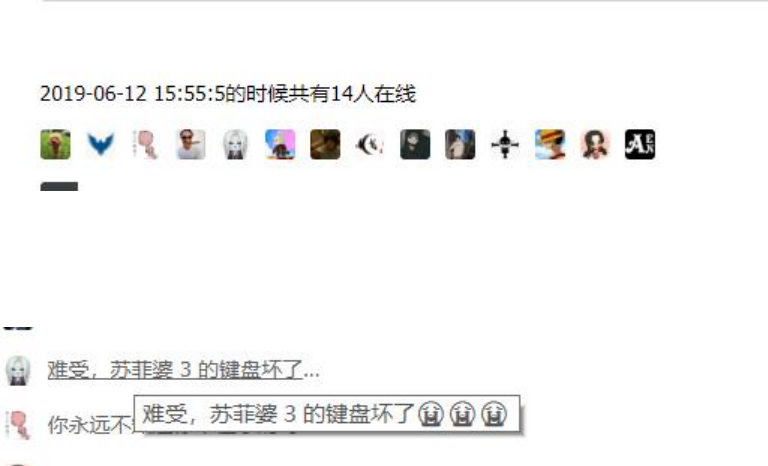 2019-06-12 15:55:5的时候共有14人在线
难受，苏菲婆 3 的键盘坏了...
难受，苏菲婆 3 的键盘坏了😭😭😭
你永远不